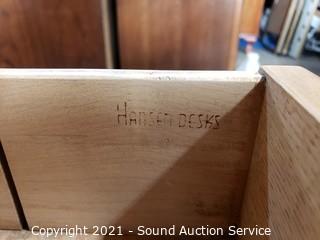 HANSEN DESKS
Copyright © 2021 - Sound Auction Service